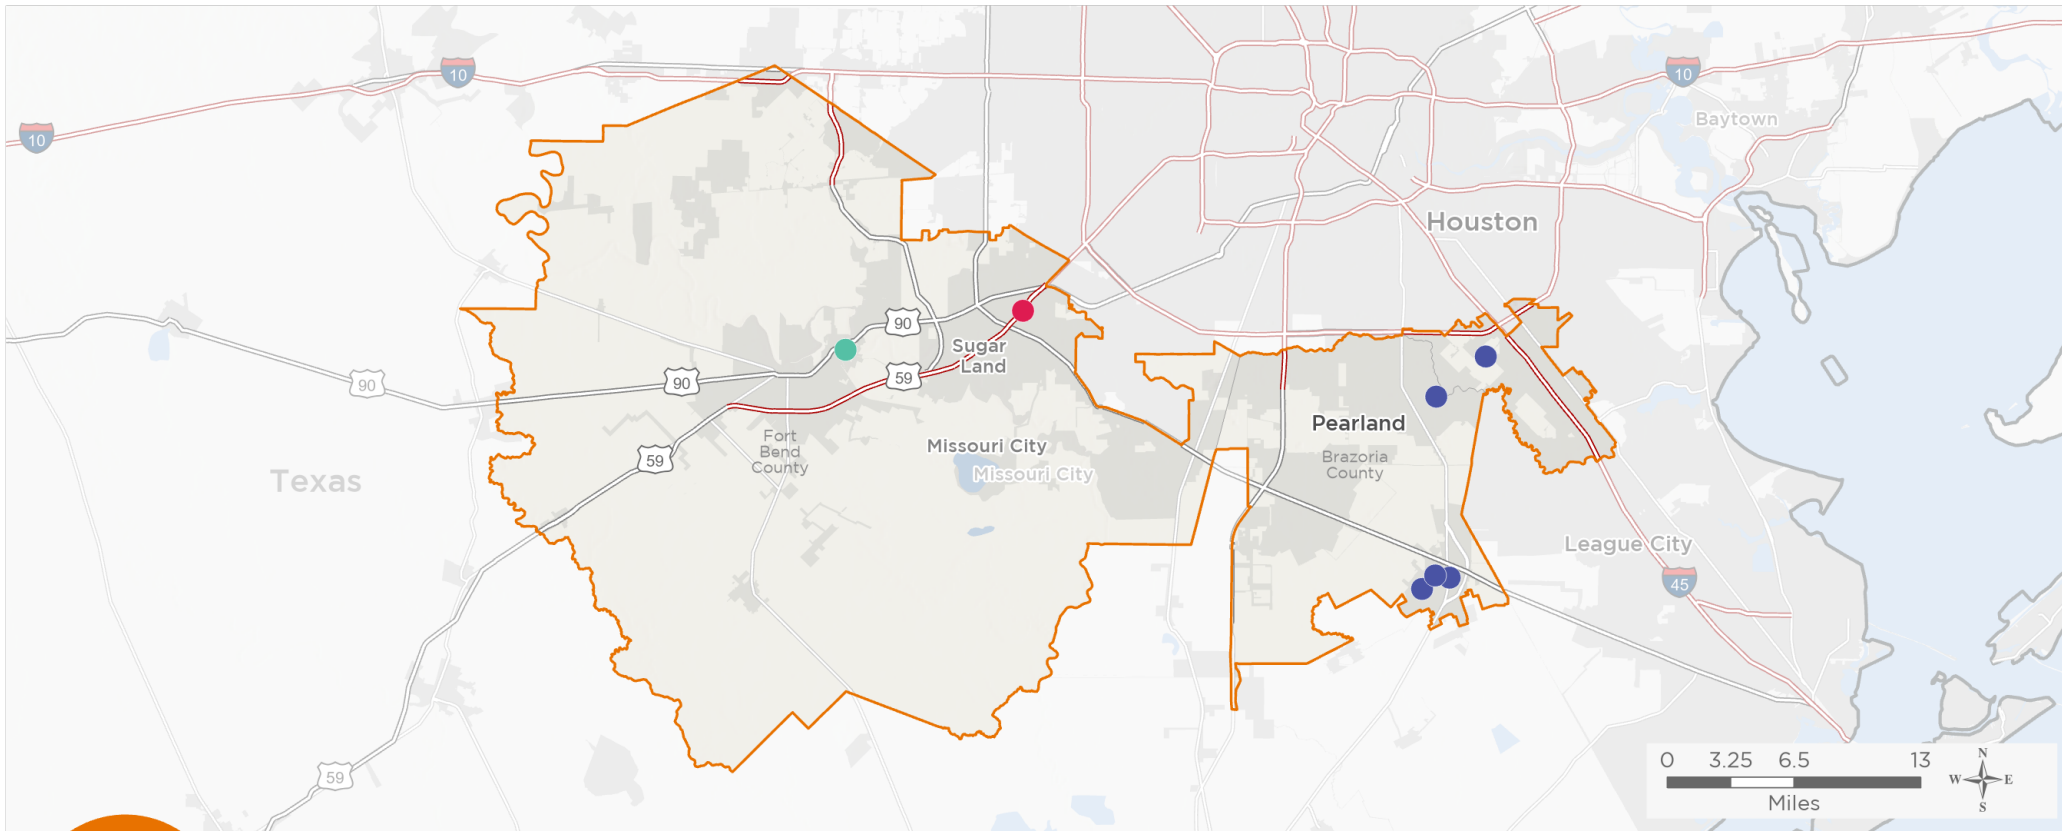 10
10
10
Baytown
Houston
90
Sugar
Land
90
90
59
Pearland
Fort
Bend
County
Missouri City
Missouri City
Brazoria
County
59
Texas
League City
45
59
0 3.25 6.5 13
Miles
N
W E
S